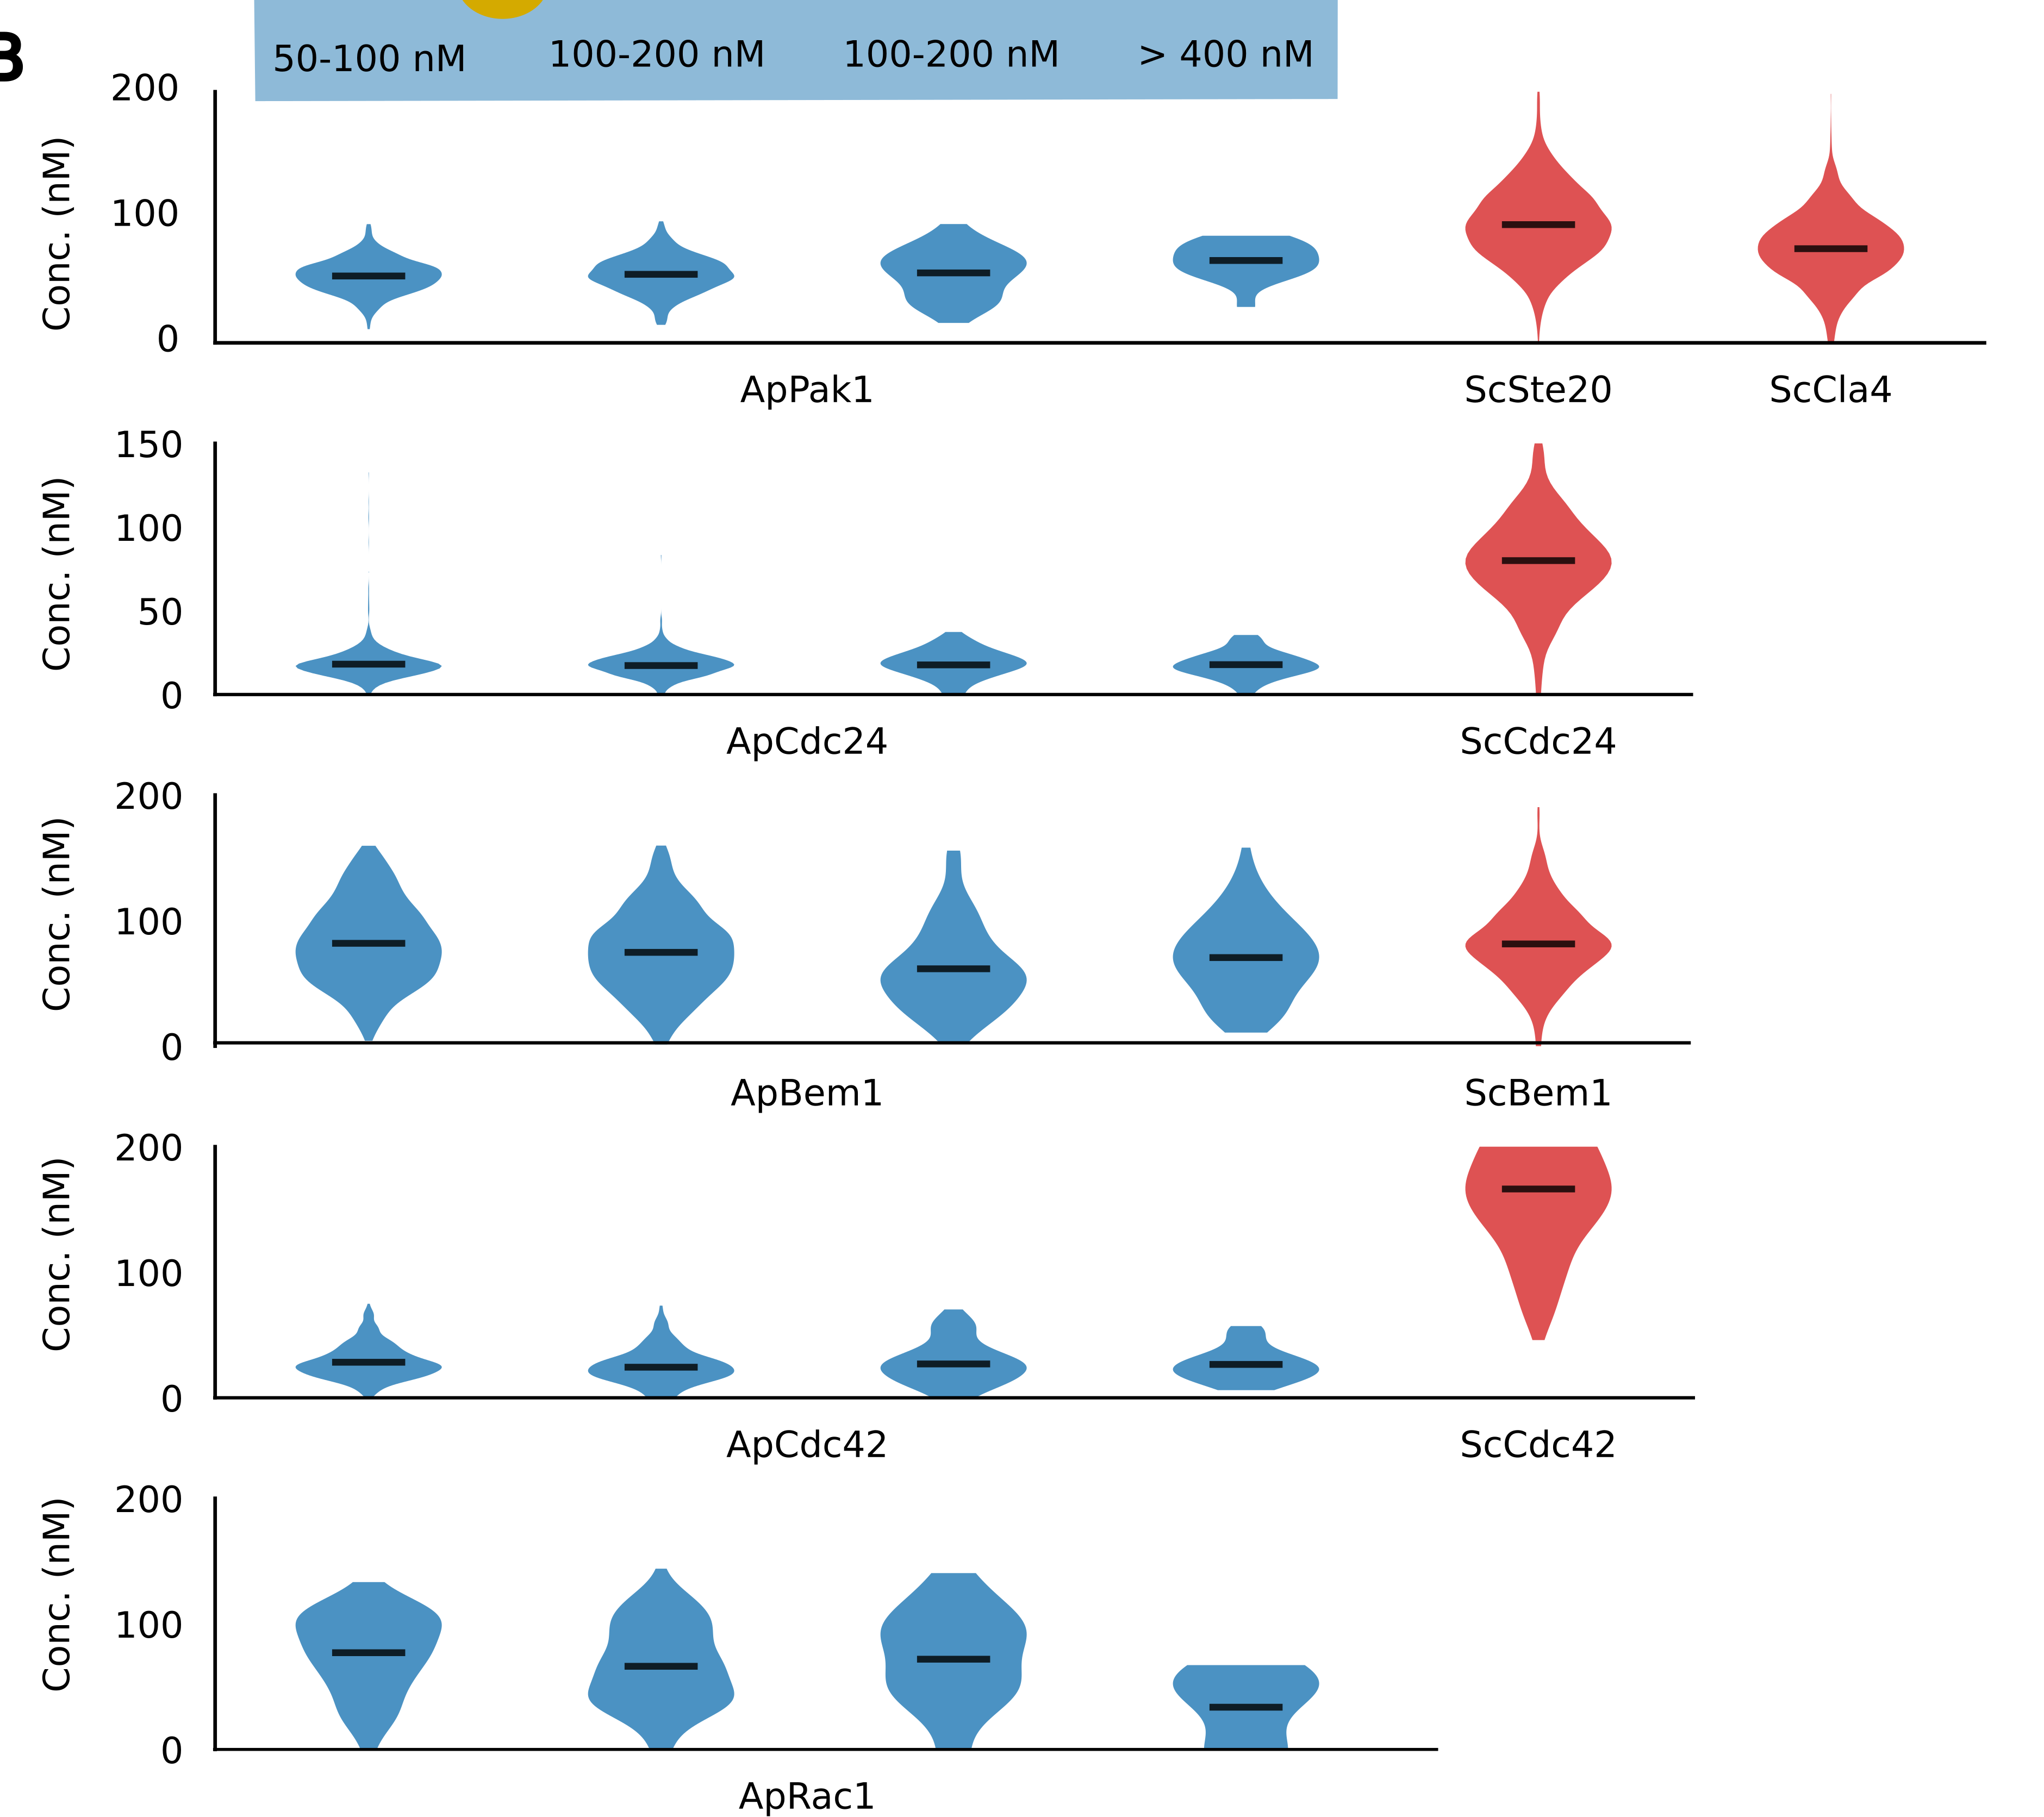 B
50-100 nM 100-200 nM 100-200 nM > 400 nM
200
100
0
Conc. (nM)
ApPak1 ScSte20 ScCla4
150
100
50
0
Conc. (nM)
ApCdc24 ScCdc24
200
100
0
Conc. (nM)
ApBem1 ScBem1
200
100
0
Conc. (nM)
ApCdc42 ScCdc42
200
100
0
Conc. (nM)
ApRac1